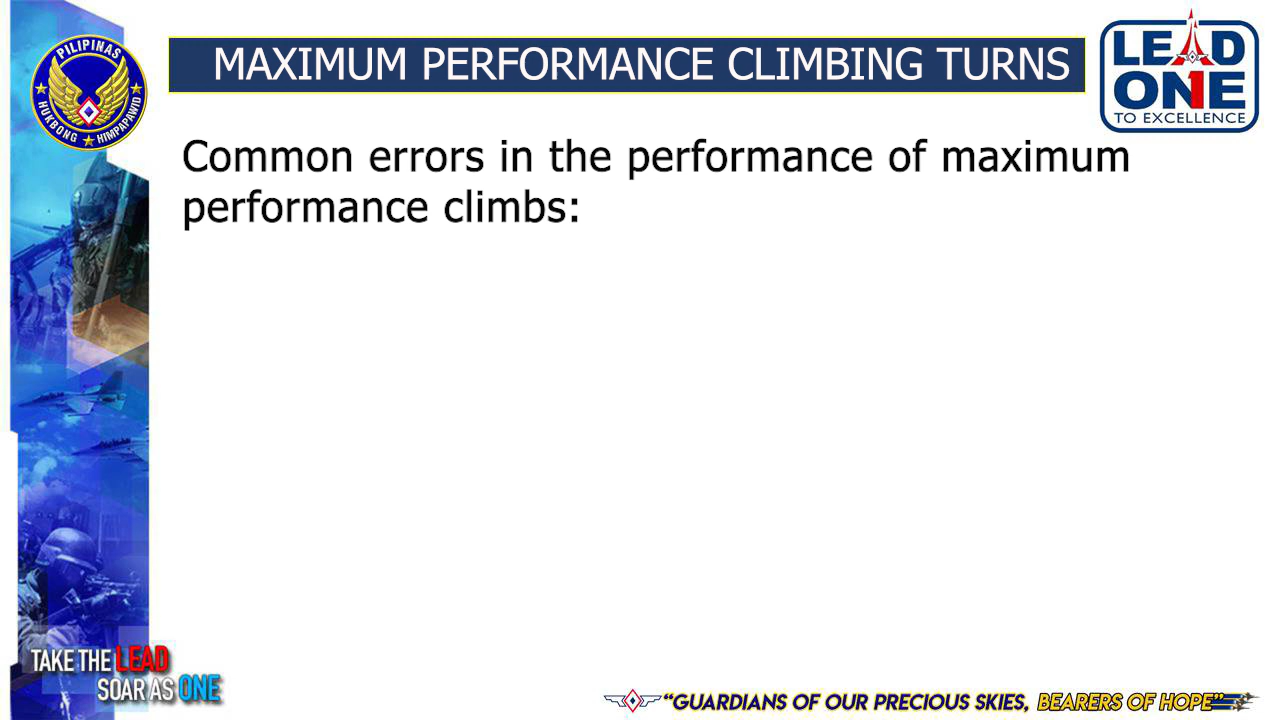 PILIPINAS
HUKBONG HIMPAPAWID
MAXIMUM PERFORMANCE CLIMBING TURNS
LEAD
ONE
TO EXCELLENCE
Common errors in the performance of maximum
performance climbs:
TAKE THE LEAD
SOAR AS ONE
“GUARDIANS OF OUR PRECIOUS SKIES, BEARERS OF HOPE”